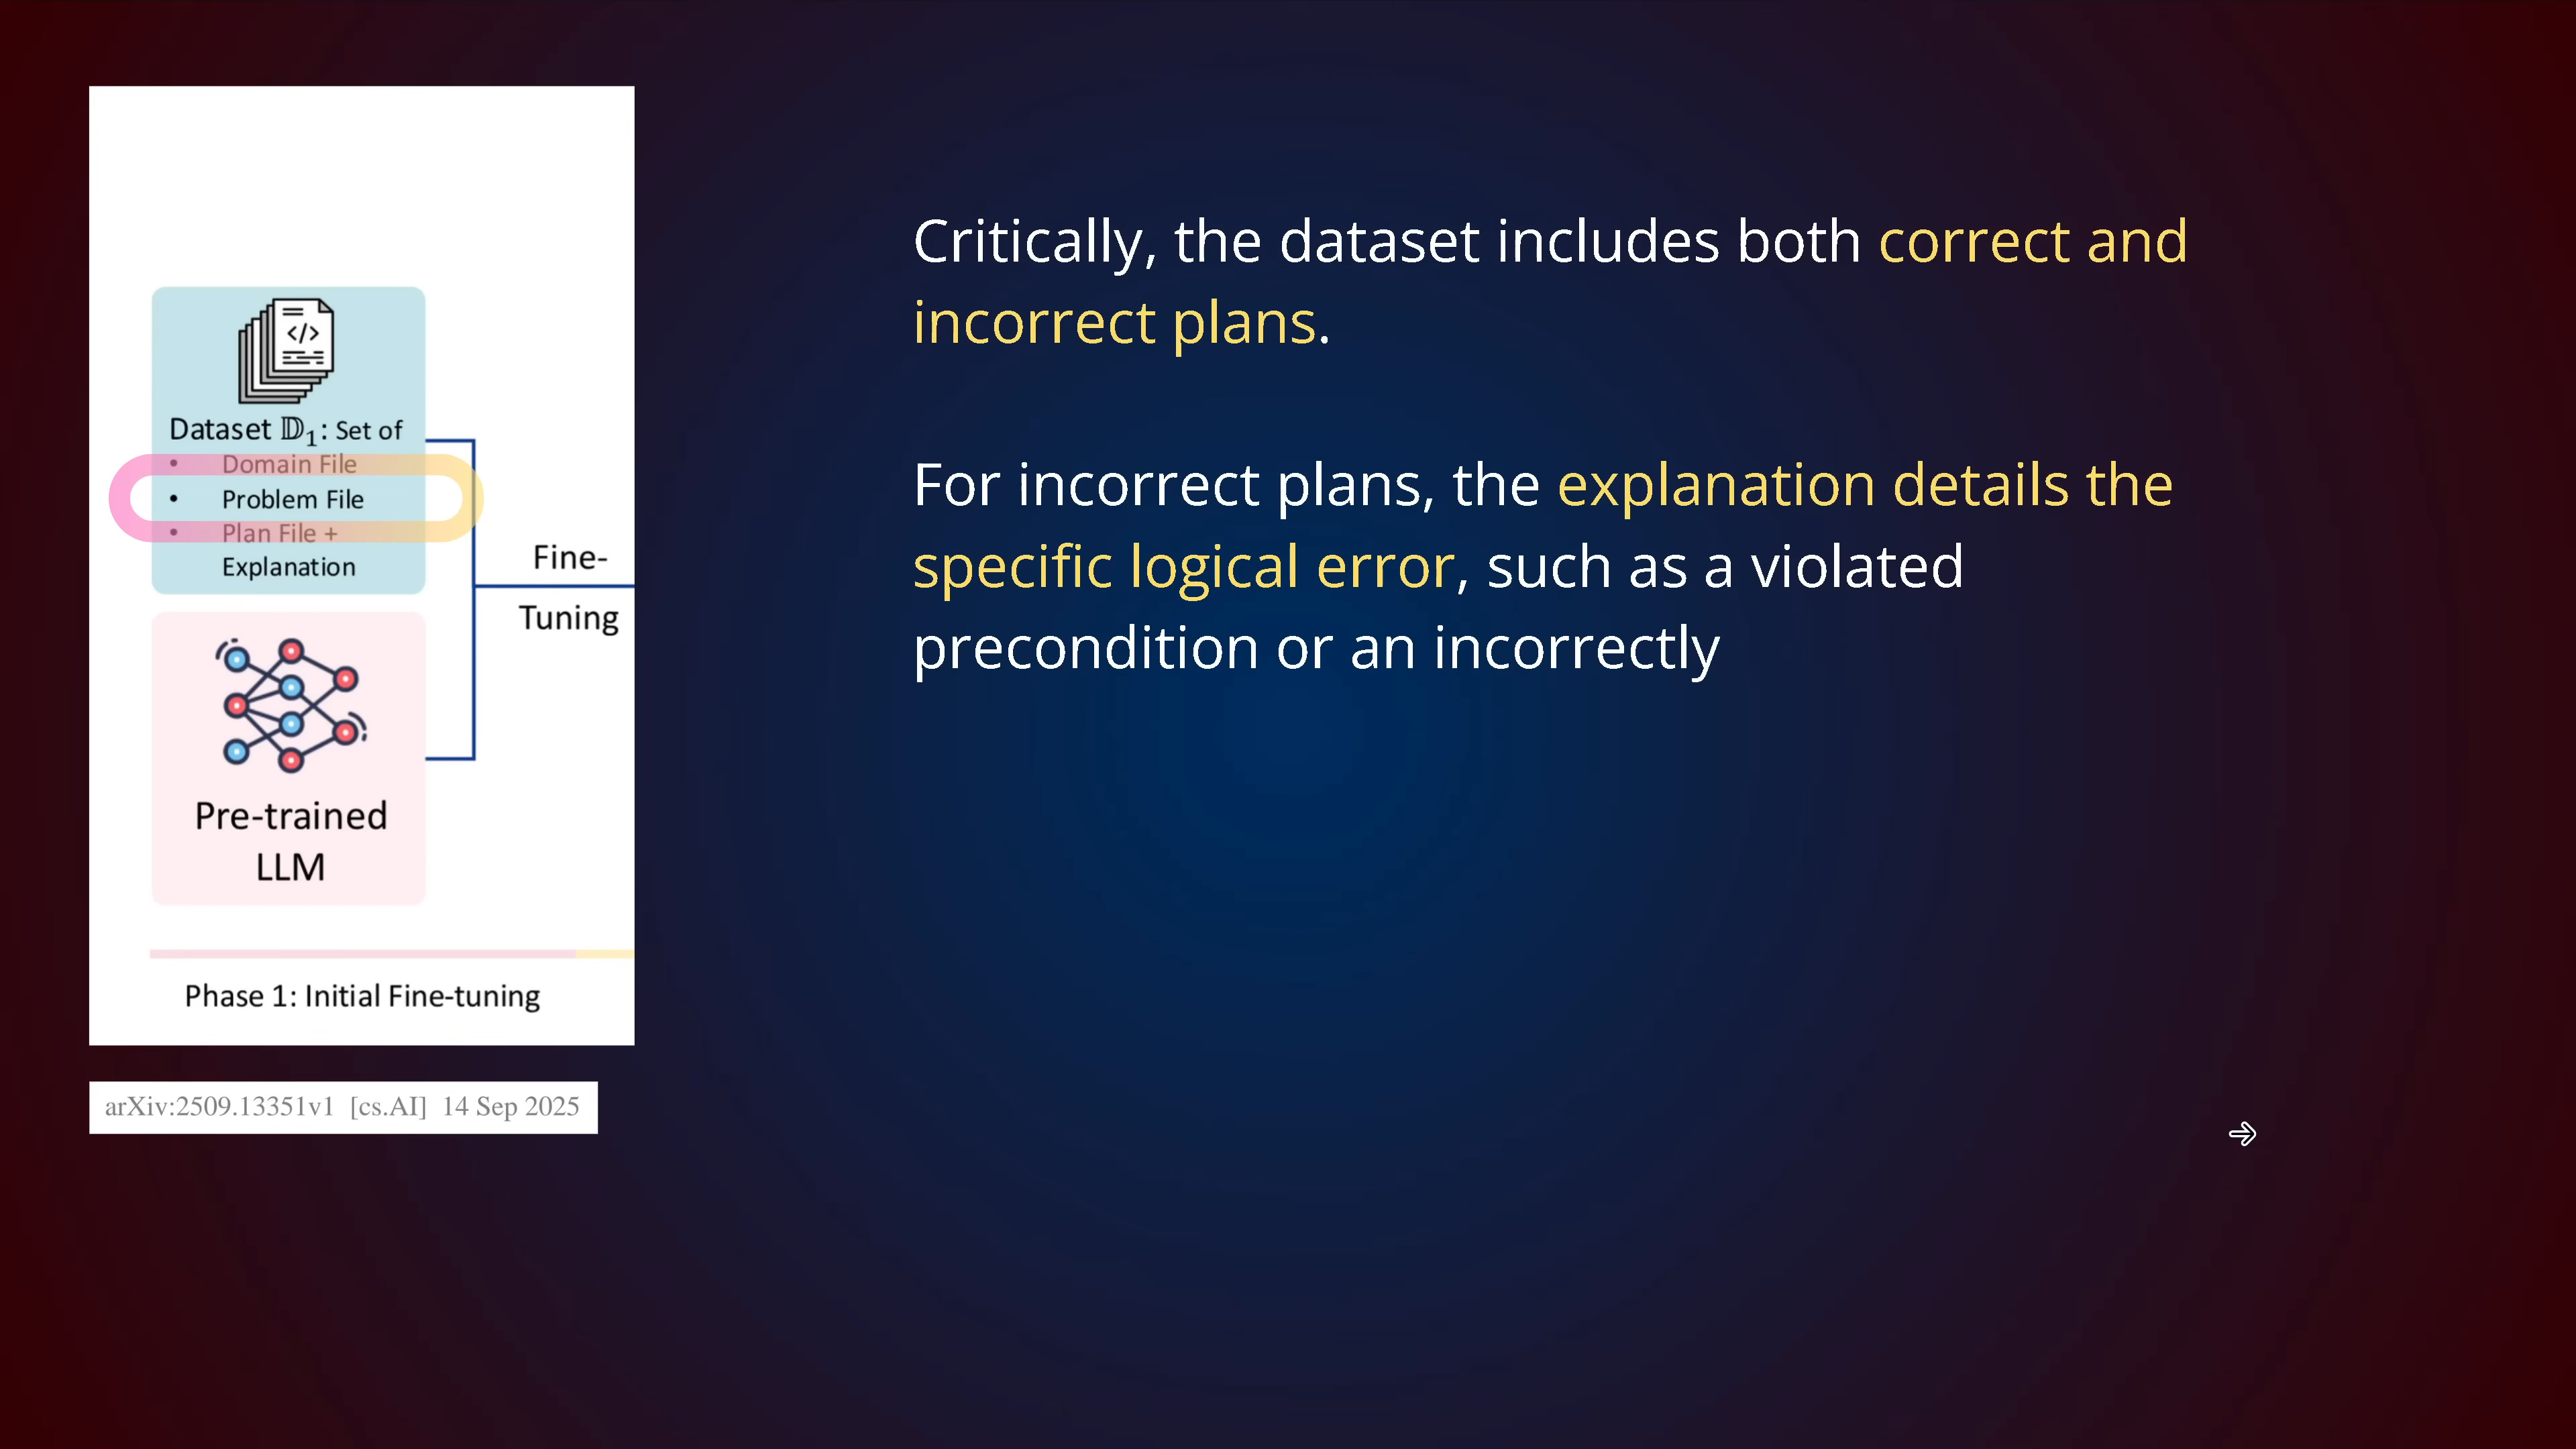 Dataset 𝔻₁: Set of
• Domain File
• Problem File
• Plan File +
Explanation
Fine-
Tuning
Pre-trained
LLM
Phase 1: Initial Fine-tuning
arXiv:2509.13351v1 [cs.AI] 14 Sep 2025
Critically, the dataset includes both correct and
incorrect plans.
For incorrect plans, the explanation details the
specific logical error, such as a violated
precondition or an incorrectly